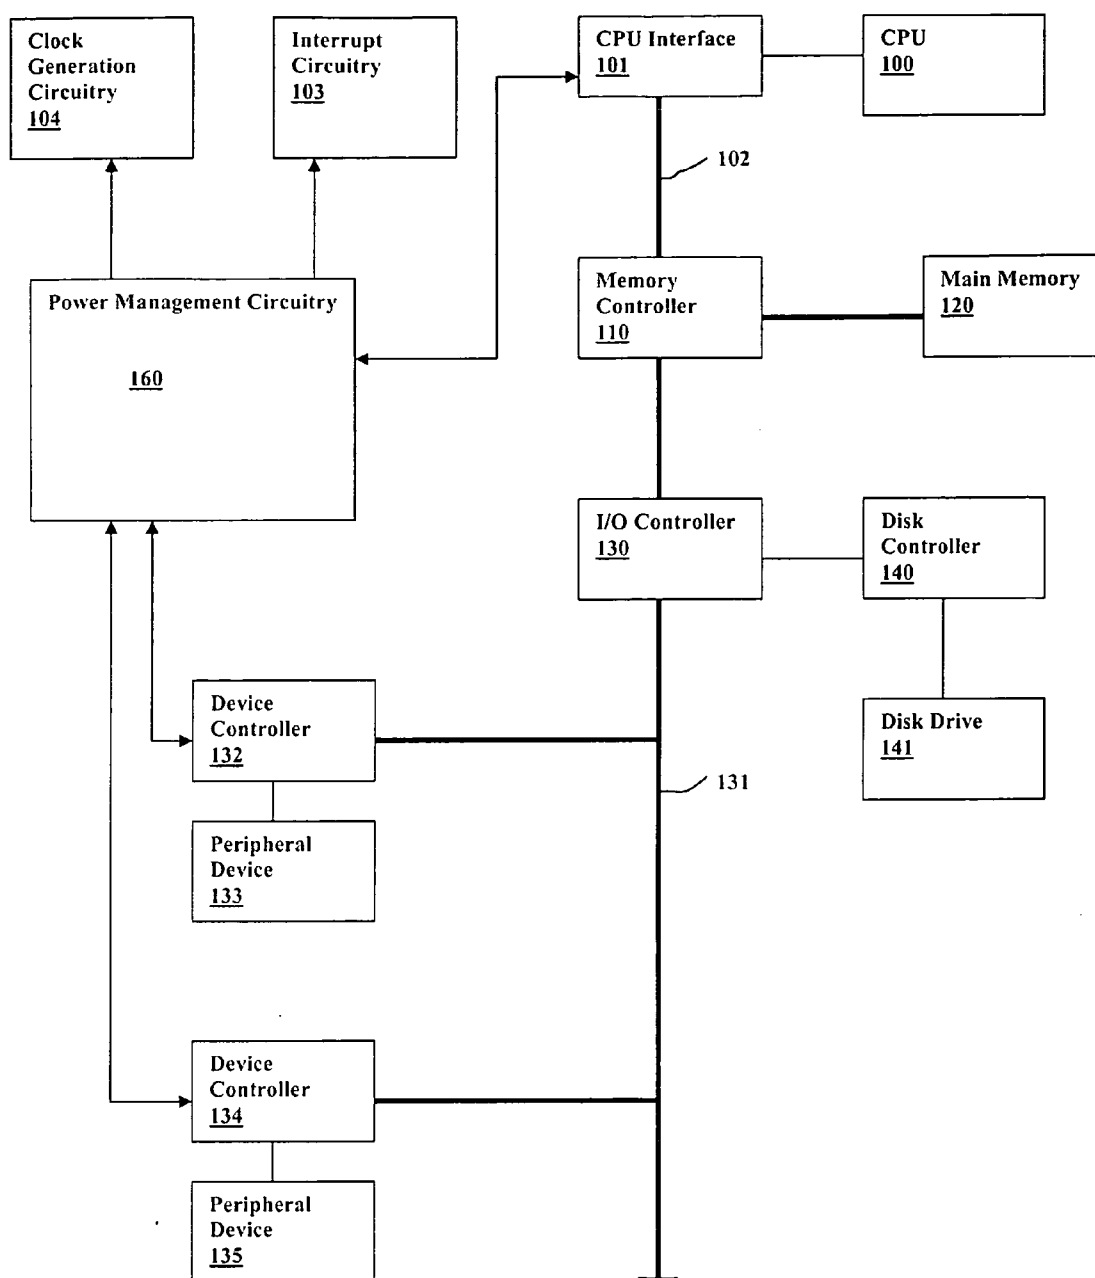 Clock
Generation
Circuitry
104
Interrupt
Circuitry
103
CPU Interface
101
CPU
100
102
Power Management Circuitry
160
Memory
Controller
110
Main Memory
120
I/O Controller
130
Disk
Controller
140
Device
Controller
132
Disk Drive
141
131
Peripheral
Device
133
Device
Controller
134
Peripheral
Device
135